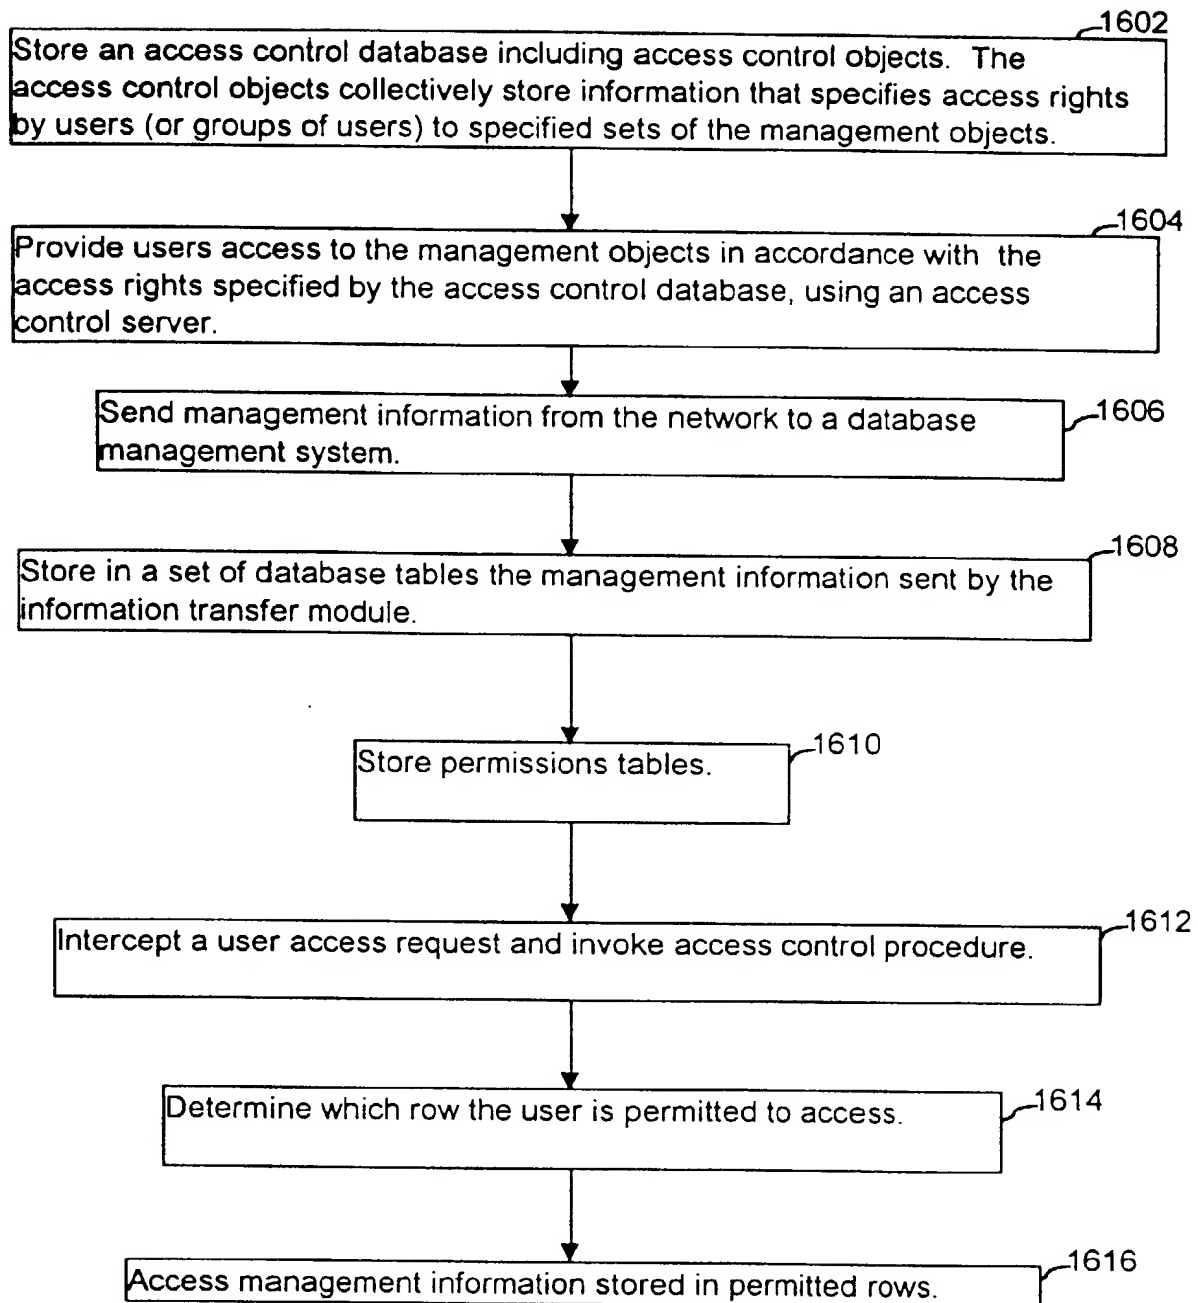 1602
Store an access control database including access control objects.  The
access control objects collectively store information that specifies access rights
by users (or groups of users) to specified sets of the management objects.
1604
Provide users access to the management objects in accordance with  the
access rights specified by the access control database, using an access
control server.
1606
Send management information from the network to a database
management system.
1608
Store in a set of database tables the management information sent by the
information transfer module.
1610
Store permissions tables.
1612
Intercept a user access request and invoke access control procedure.
1614
Determine which row the user is permitted to access.
1616
Access management information stored in permitted rows.